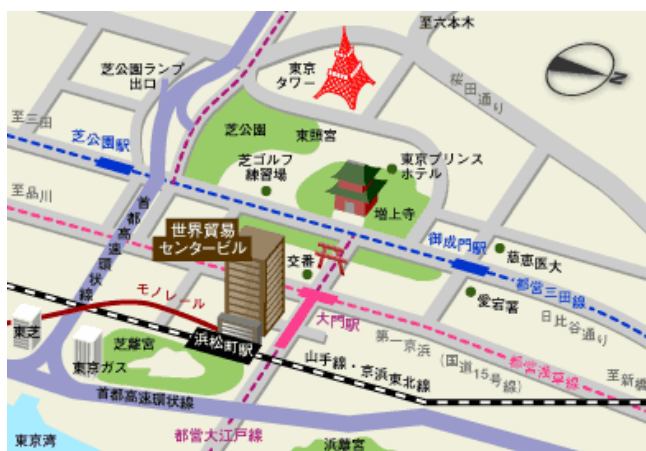 至六本木
芝公園ランプ
出口
東京
タワー
桜田通り
N
至三田
芝公園駅
芝公園
東照宮
芝ゴルフ
練習場
東京プリンス
ホテル
至品川
首都高速環状線
増上寺
世界貿易
センタービル
交番
御成門駅
慈恵医大
都営三田線
愛宕署
日比谷通り
モノレール
大門駅
第一京浜
(国道15号線)
都営浅草線
至新橋
東芝
芝離宮
浜松町駅
東京ガス
山手線・京浜東北線
首都高速環状線
都営大江戸線
東京湾
浜離宮